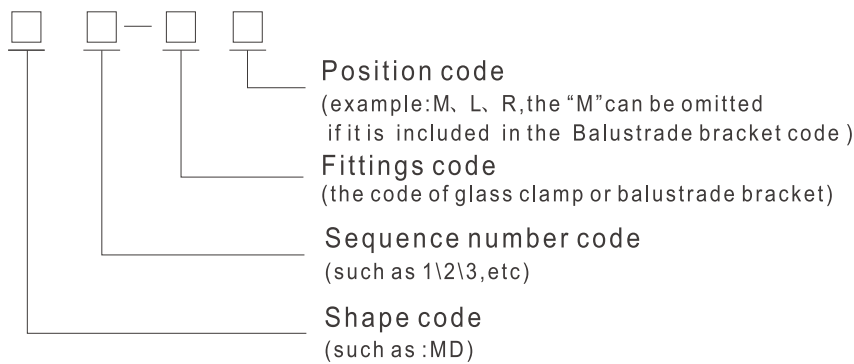 Position code
(example:M、L、R,the “M”can be omitted
if it is included in the Balustrade bracket code)
Fittings code
(the code of glass clamp or balustrade bracket)
Sequence number code
(such as 1\2\3,etc)
Shape code
(such as :MD)